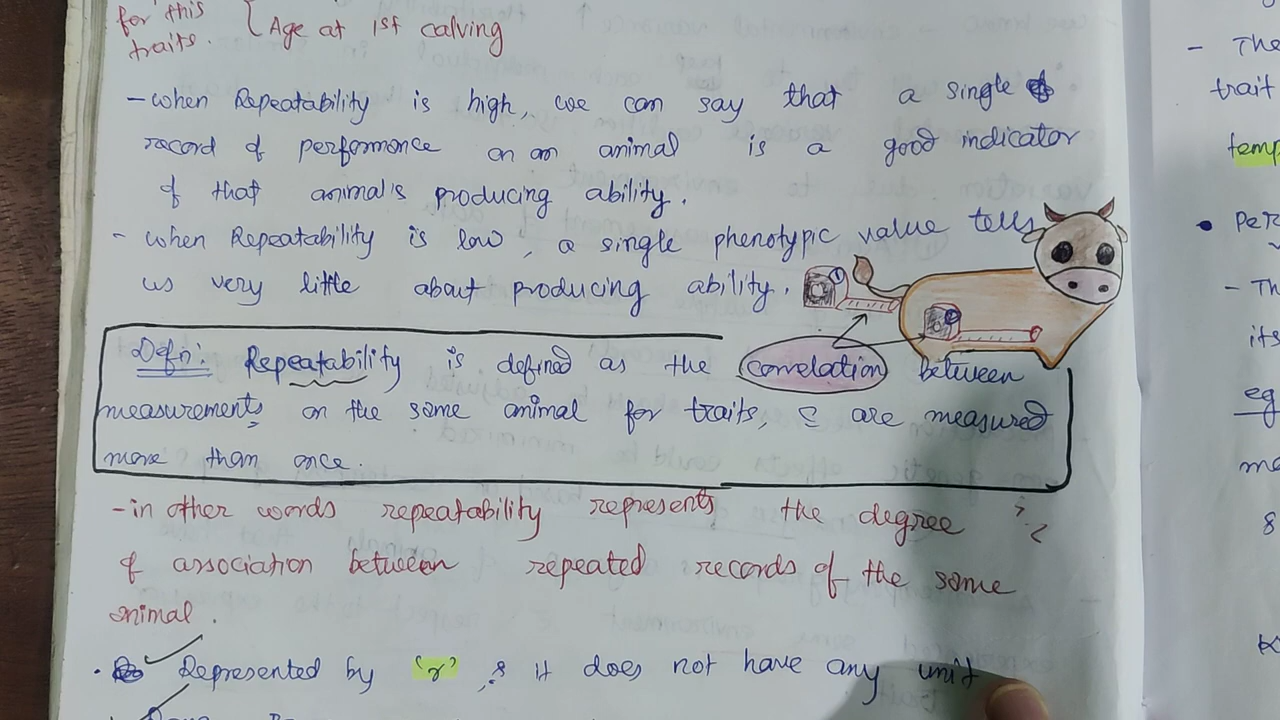 for this
traits.
Age at 1st calving
- when Repeatability is high, we can say that a single
record of performance on an animal is a good indicator
of that animal's producing ability.
- when Repeatability is low, a single phenotypic value tells
us very little about producing ability.
Defn: Repeatability is defined as the correlation between
measurements on the same animal for traits, are measured
more than once.
- in other words repeatability represents the degree
of association between repeated records of the same
animal.
• Represented by 'r', & it does not have any unit
- The
trait
temp
• 
- Th
its
eg
8